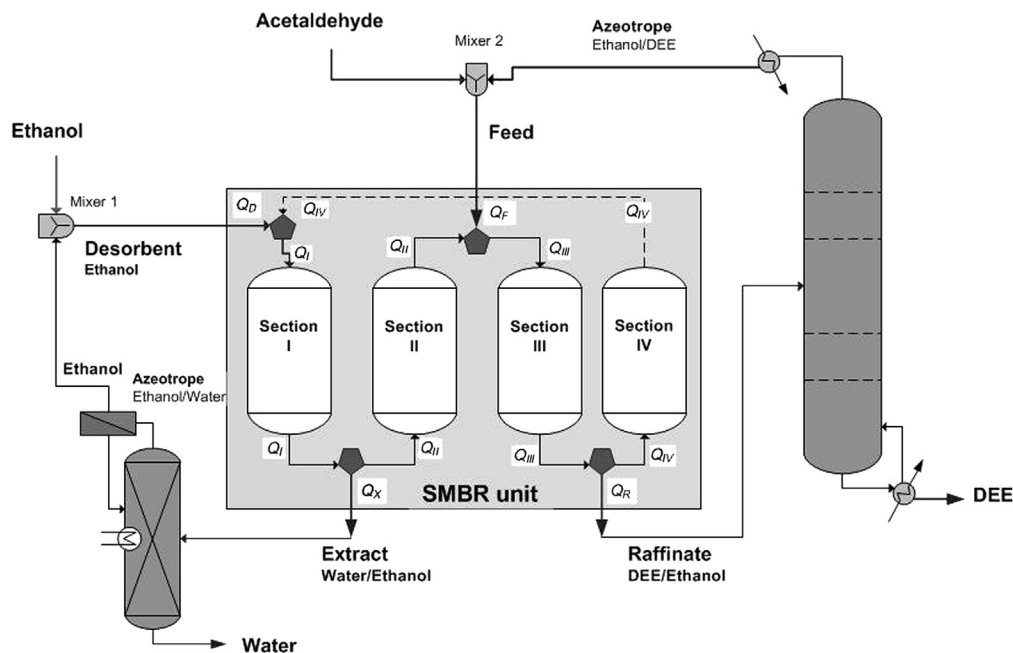 Acetaldehyde
Mixer 2
Azeotrope
Ethanol/DEE
Ethanol
Mixer 1
Feed
Q_D
Q_IV
Q_F
Q_IV
Desorbent
Ethanol
Q_I
Q_II
Q_III
Section
I
Section
II
Section
III
Section
IV
Ethanol
Azeotrope
Ethanol/Water
Q_I
Q_II
Q_III
Q_IV
Q_X
SMBR unit
Q_R
DEE
Extract
Water/Ethanol
Raffinate
DEE/Ethanol
Water